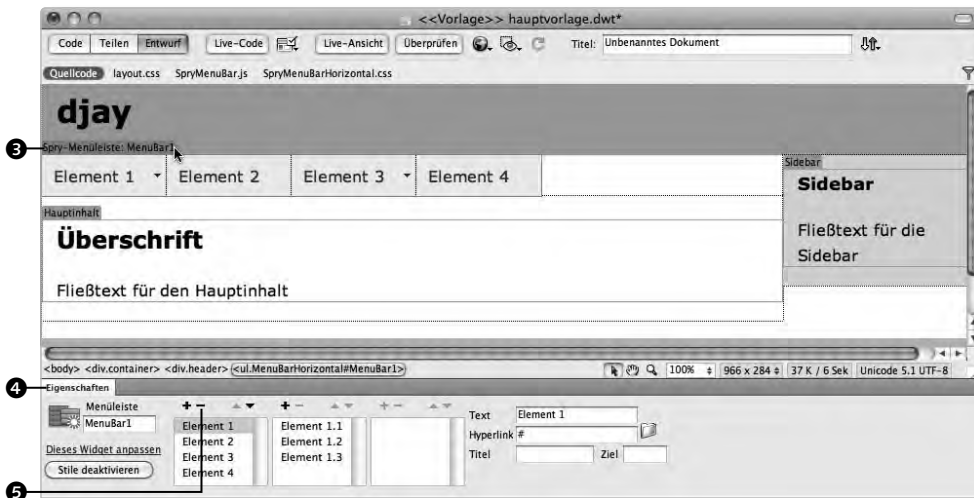 <<Vorlage>> hauptvorlage.dwt*
Code Teilen Entwurf Live-Code Live-Ansicht Überprüfen Titel: Unbenanntes Dokument
Quellcode layout.css SpryMenuBar.js SpryMenuBarHorizontal.css
djay
❸ Spry-Menüleiste: MenuBar1
Element 1 Element 2 Element 3 Element 4
Sidebar
Sidebar
Fließtext für die
Sidebar
Hauptinhalt
Überschrift
Fließtext für den Hauptinhalt
<body> <div.container> <div.header> <ul.MenuBarHorizontal#MenuBar1> 100% 966 x 284 37 K / 6 Sek Unicode 5.1 UTF-8
❹ Eigenschaften
Menüleiste
MenuBar1
Dieses Widget anpassen
Stile deaktivieren
Element 1
Element 2
Element 3
Element 4
Element 1.1
Element 1.2
Element 1.3
Text Element 1
Hyperlink #
Titel Ziel
❺